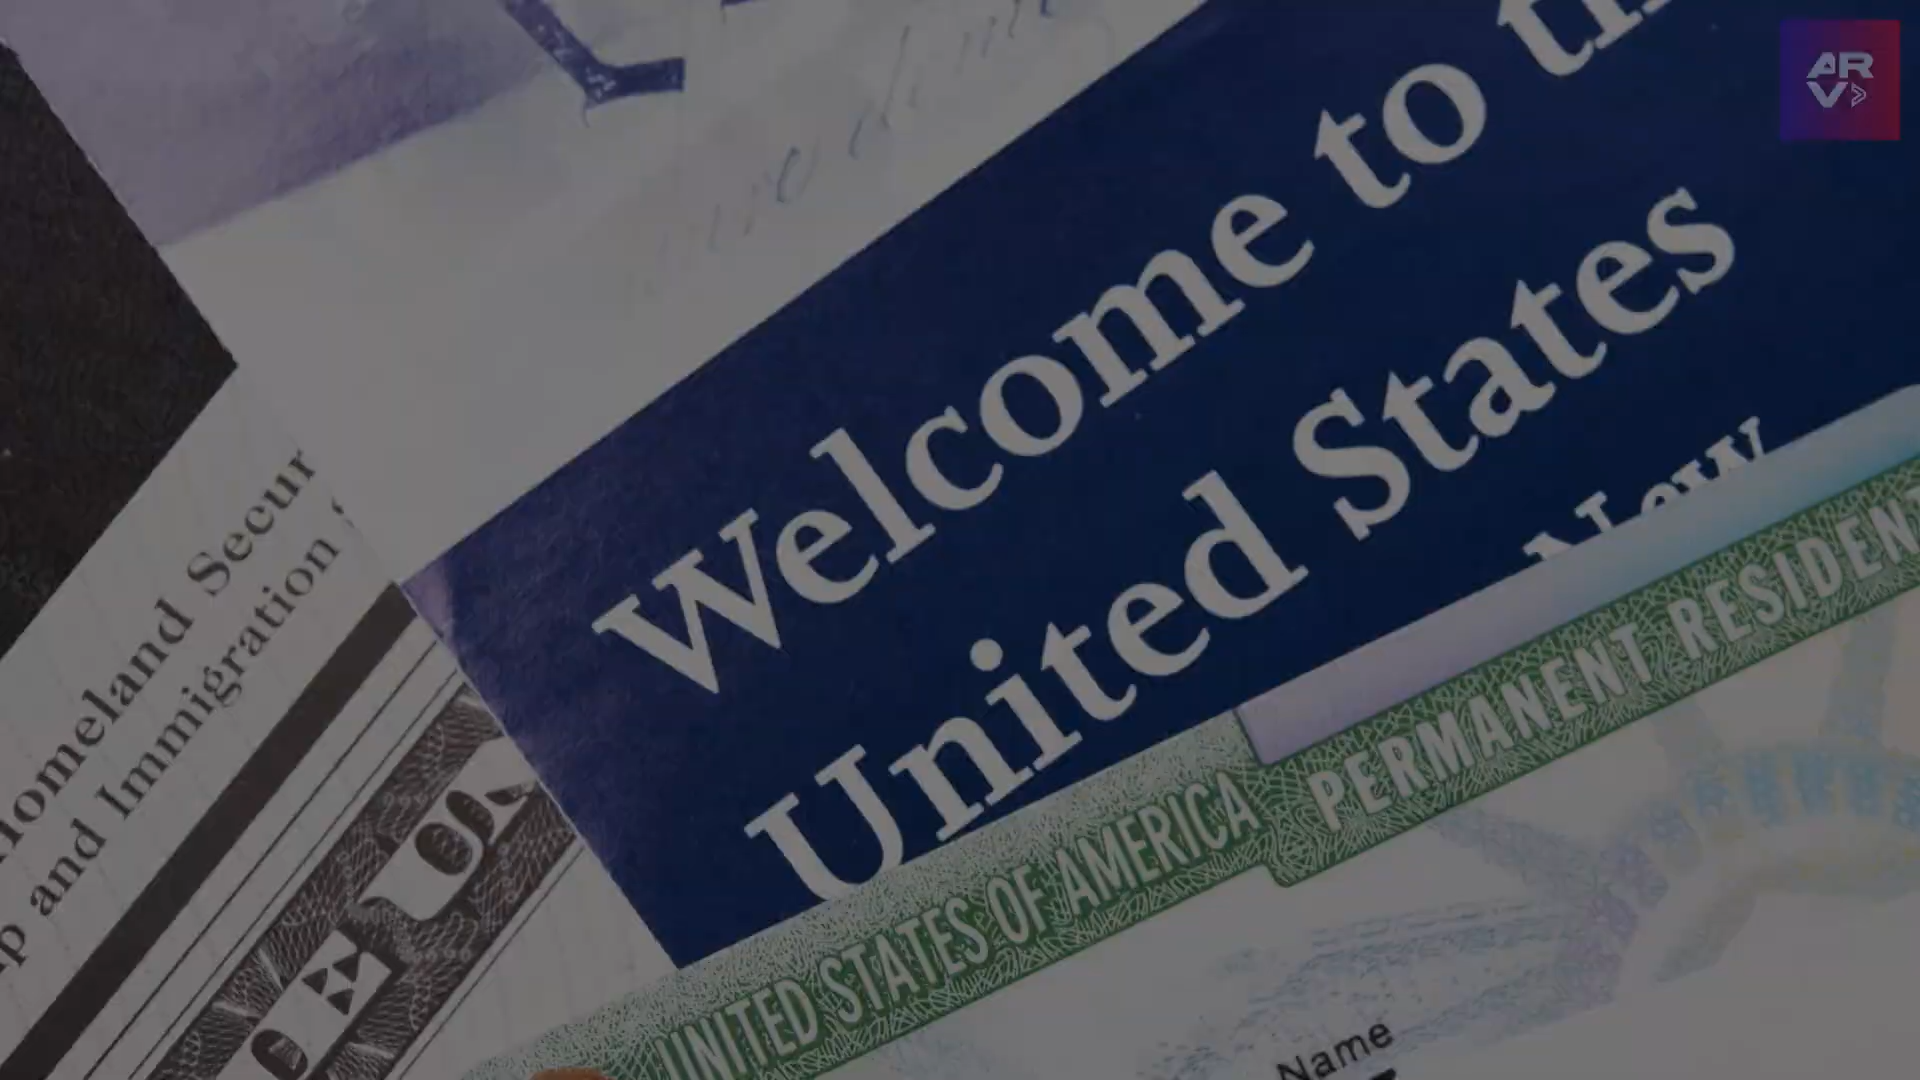 ARV
Welcome to th
United States
New
Homeland Secur
p and Immigration
UNITED STATES OF AMERICA
PERMANENT RESIDENT
Name